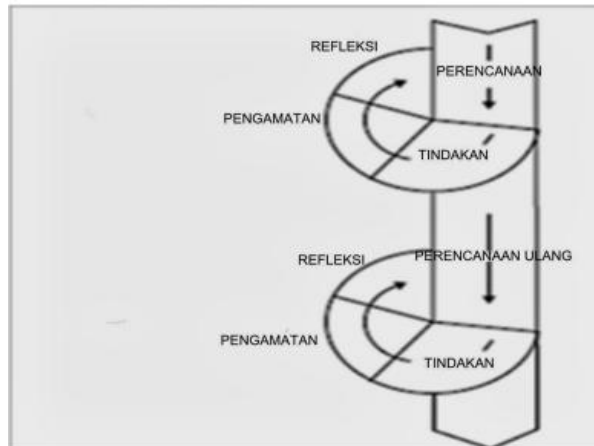 REFLEKSI
PERENCANAAN
PENGAMATAN
TINDAKAN
REFLEKSI
PERENCANAAN ULANG
PENGAMATAN
TINDAKAN